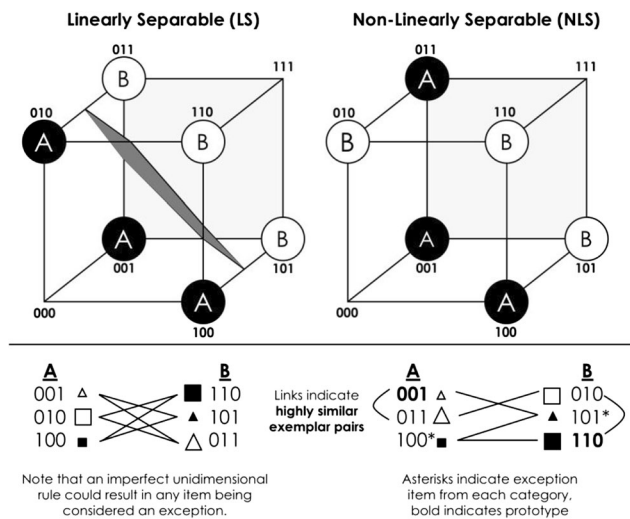 Linearly Separable (LS)
Non-Linearly Separable (NLS)
011
B
111
010
A
110
B
A
001
B
101
000
A
100
011
A
111
010
B
110
B
A
001
B
101
000
A
100
A
B
001
110
010
101
100
011
Note that an imperfect unidimensional
rule could result in any item being
considered an exception.
Links indicate
highly similar
exemplar pairs
A
B
001
010
011
101*
100*
110
Asterisks indicate exception
item from each category,
bold indicates prototype